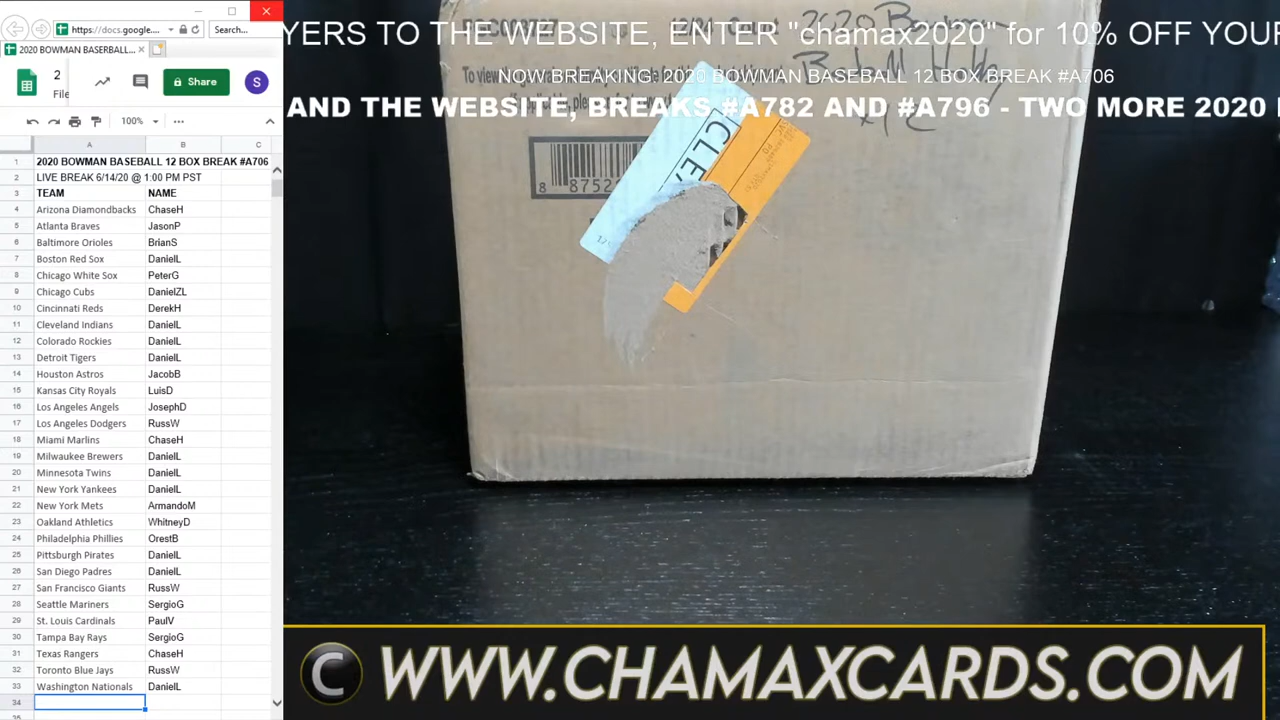 https://docs.google....
Search...
2020 BOWMAN BASERBALL...
2
File
Share
S
100%
A B C
1 2020 BOWMAN BASEBALL 12 BOX BREAK #A706
2 LIVE BREAK 6/14/20 @ 1:00 PM PST
3 TEAM NAME
4 Arizona Diamondbacks ChaseH
5 Atlanta Braves JasonP
6 Baltimore Orioles BrianS
7 Boston Red Sox DanielL
8 Chicago White Sox PeterG
9 Chicago Cubs DanielZL
10 Cincinnati Reds DerekH
11 Cleveland Indians DanielL
12 Colorado Rockies DanielL
13 Detroit Tigers DanielL
14 Houston Astros JacobB
15 Kansas City Royals LuisD
16 Los Angeles Angels JosephD
17 Los Angeles Dodgers RussW
18 Miami Marlins ChaseH
19 Milwaukee Brewers DanielL
20 Minnesota Twins DanielL
21 New York Yankees DanielL
22 New York Mets ArmandoM
23 Oakland Athletics WhitneyD
24 Philadelphia Phillies OrestB
25 Pittsburgh Pirates DanielL
26 San Diego Padres DanielL
27 San Francisco Giants RussW
28 Seattle Mariners SergioG
29 St. Louis Cardinals PaulV
30 Tampa Bay Rays SergioG
31 Texas Rangers ChaseH
32 Toronto Blue Jays RussW
33 Washington Nationals DanielL
34
YERS TO THE WEBSITE, ENTER "chamax2020" for 10% OFF YOUR
NOW BREAKING: 2020 BOWMAN BASEBALL 12 BOX BREAK #A706
AND THE WEBSITE, BREAKS #A782 AND #A796 - TWO MORE 2020
To view
8 8752
C WWW.CHAMAXCARDS.COM